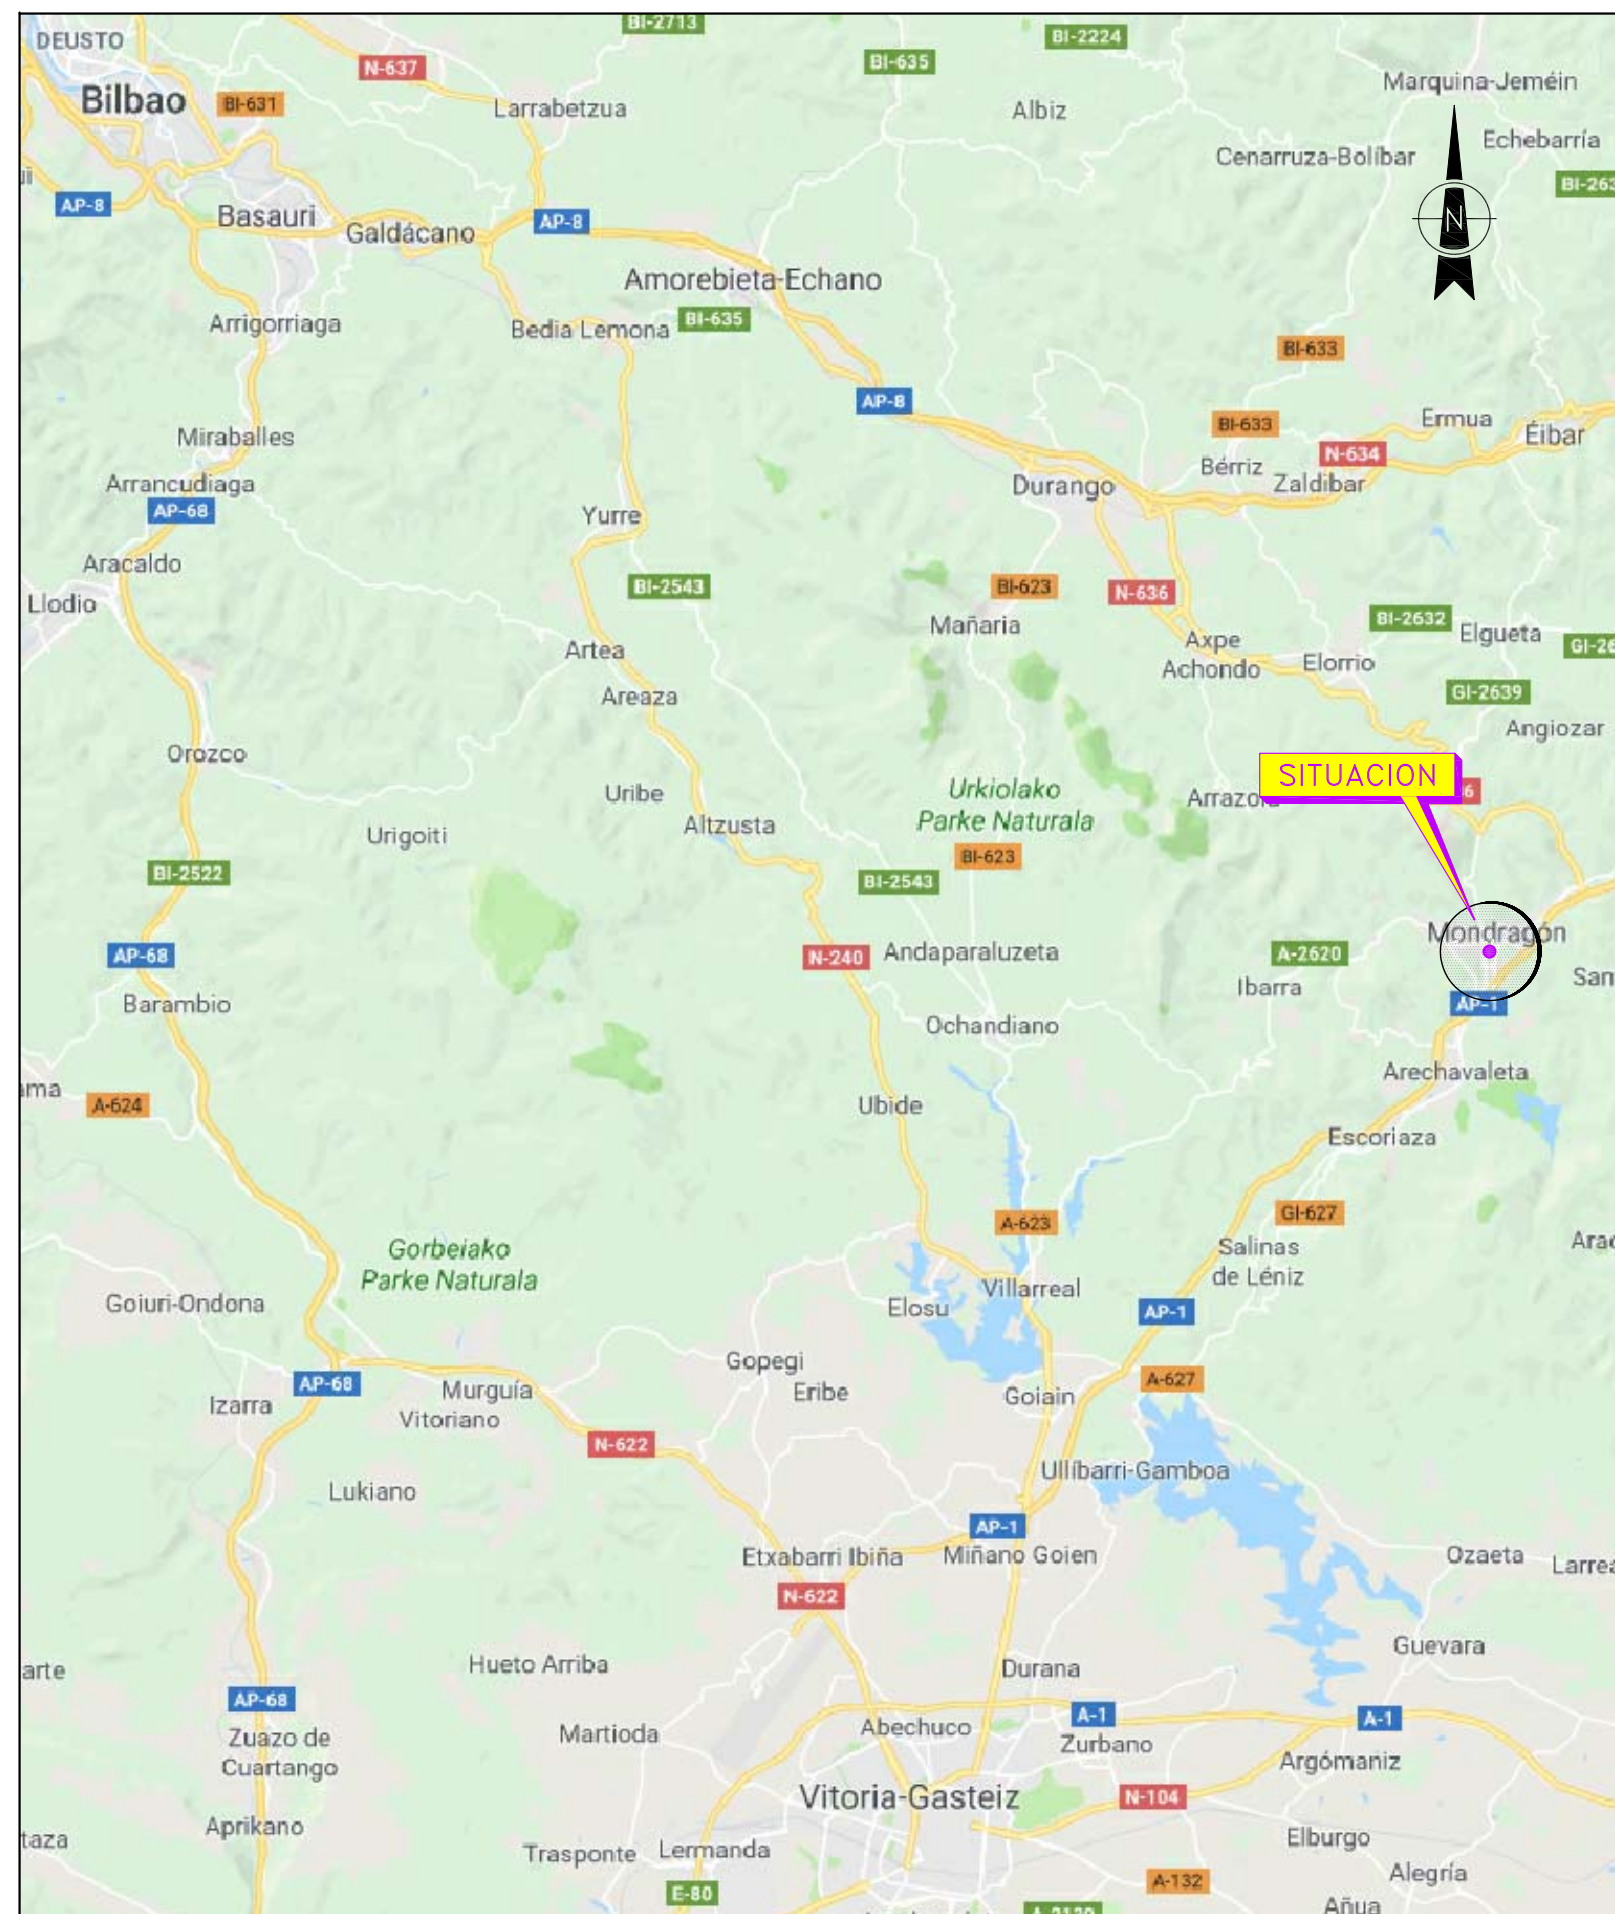 BI-2713
DEUSTO
BI-2224
BI-635
N-637
Marquina-Jeméin
Bilbao
BI-631
Larrabetzua
Albiz
Echebarría
Cenarruza-Bolíbar
AP-8
Basauri
AP-8
N
Galdácano
Amorebieta-Echano
BI-635
Arrigorriaga
Bedia
Lemona
BI-633
AP-8
BI-633
Ermua
Éibar
Miraballes
N-634
Bérriz
Zaldibar
Arrancudiaga
Durango
AP-68
Yurre
Aracaldo
BI-2543
BI-623
N-636
Llodio
BI-2632
Mañaria
Elgueta
Axpe
Achondo
Artea
Elorrio
GI-2639
Areaza
Angiozar
Orozco
SITUACION
Urkiolako
Parke Naturala
Uribe
Altzusta
Urigoiti
BI-623
BI-2522
BI-2543
Mondragón
AP-68
N-240
Andaparaluzeta
A-2620
Ibarra
Barambio
AP-1
Ochandiano
Arechavaleta
A-624
Ubide
Escoriaza
A-623
GI-627
Gorbeiako
Parke Naturala
Salinas
de Léniz
Goiuri-Ondona
Villarreal
Elosu
AP-1
Gopegi
AP-68
Murguía
Eribe
Goiain
A-627
Izarra
Vitoriano
N-622
Ullíbarri-Gamboa
Lukiano
AP-1
Etxabarri Ibiña
Miñano Goien
Ozaeta
N-622
Guevara
Hueto Arriba
Durana
AP-68
A-1
A-1
Zuazo de
Cuartango
Martioda
Abechuco
Zurbano
Argómaniz
Vitoria-Gasteiz
N-104
Aprikano
Elburgo
Trasponte
Lermanda
Alegría
A-132
E-80
Añua